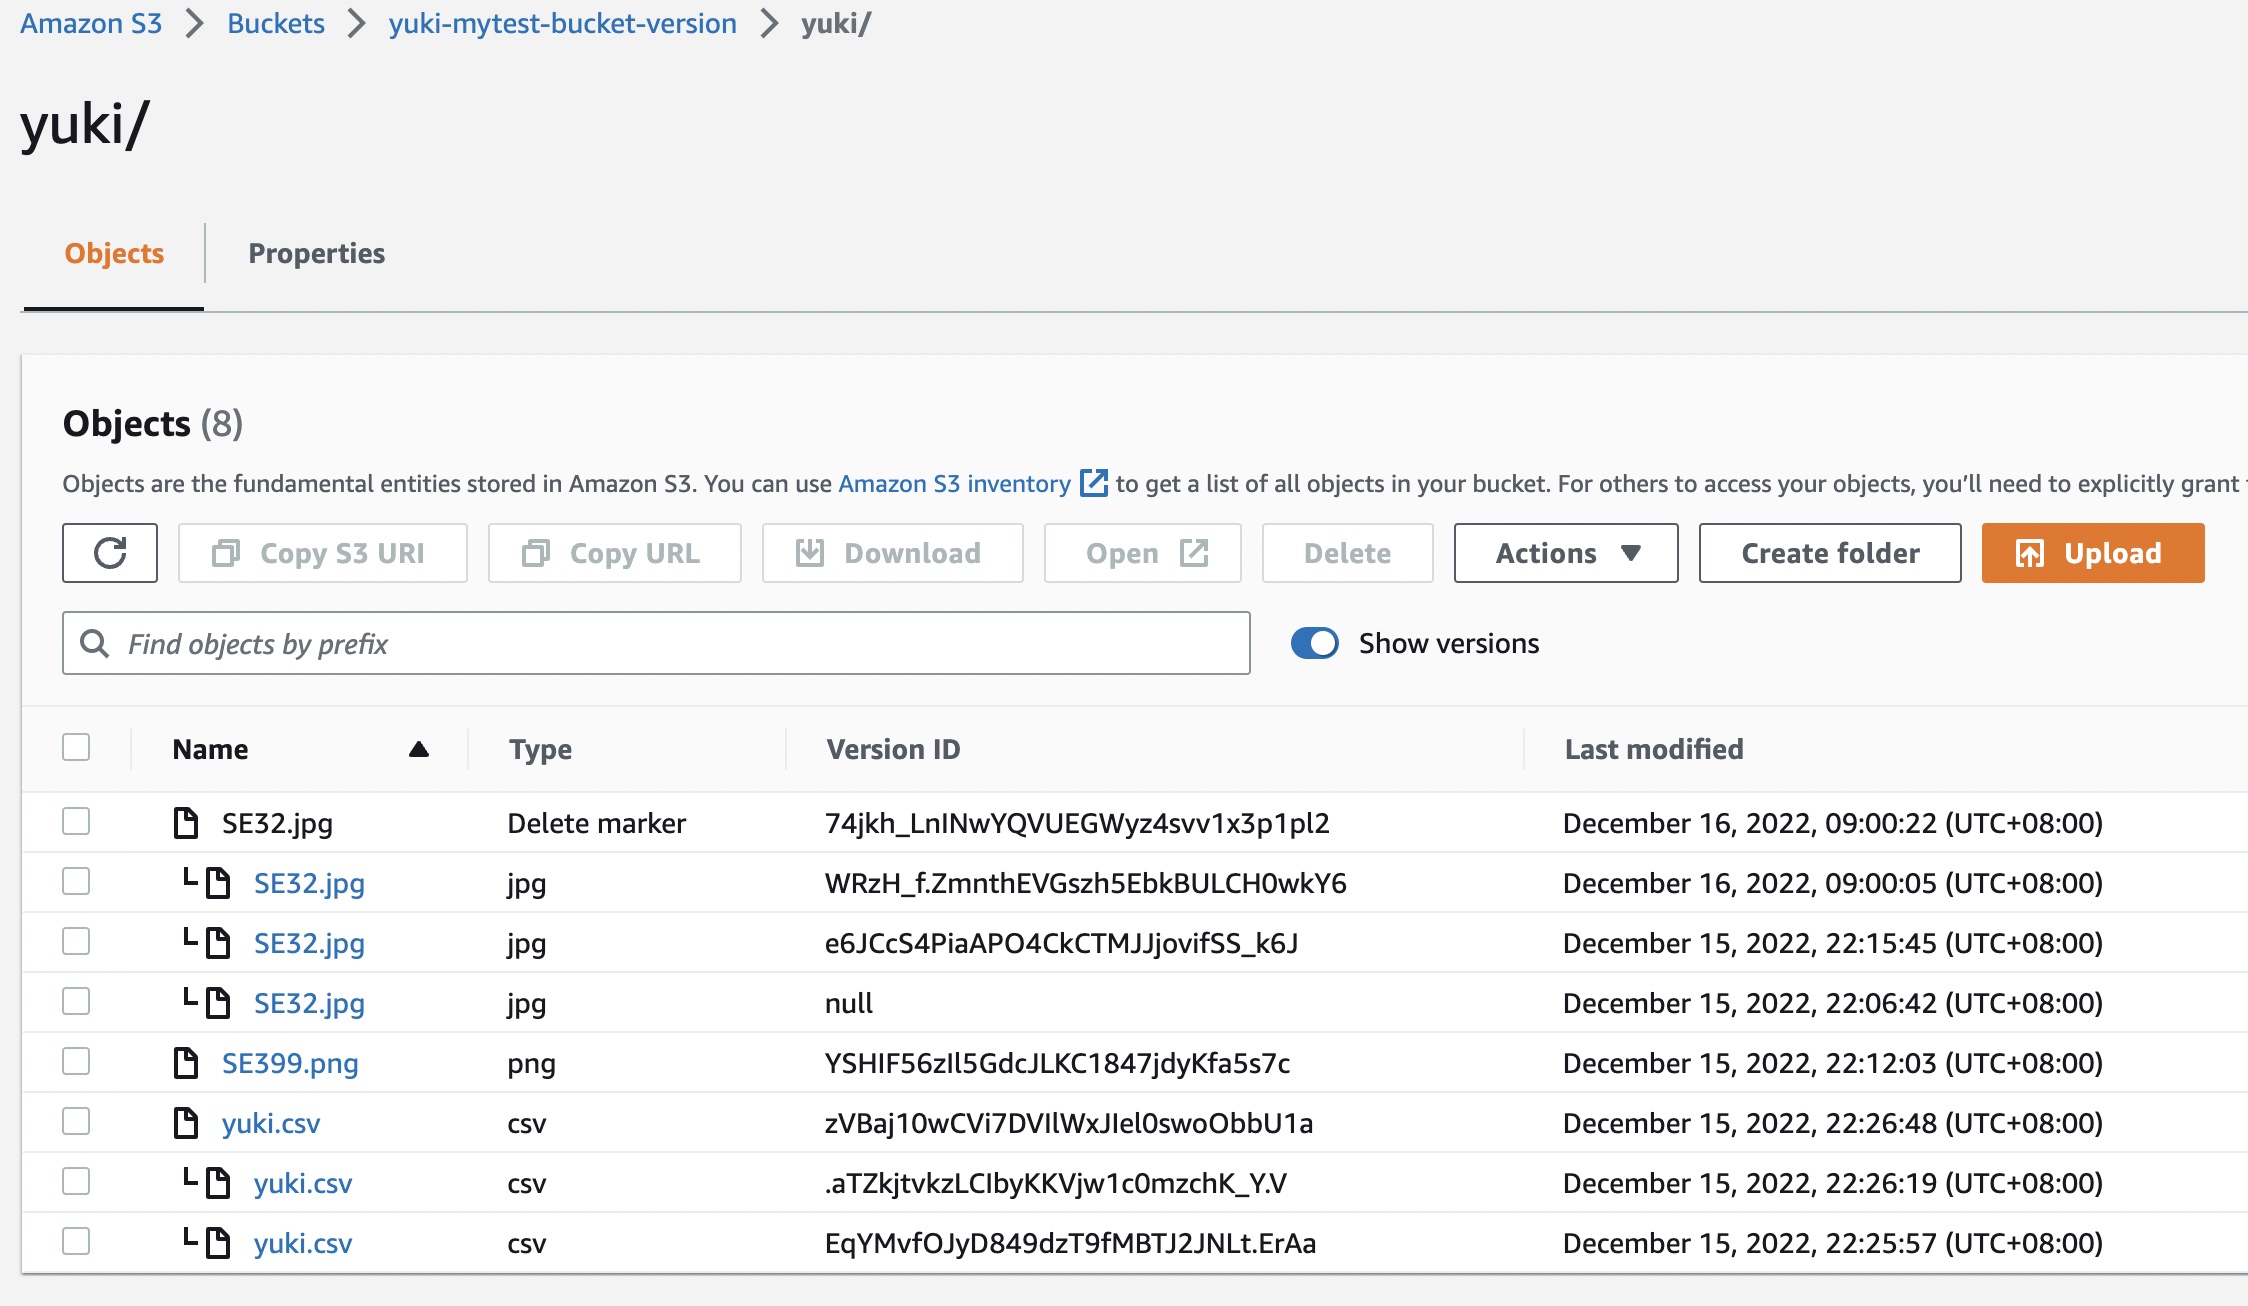 Amazon S3 > Buckets > yuki-mytest-bucket-version > yuki/
yuki/
Objects Properties
Objects (8)
Objects are the fundamental entities stored in Amazon S3. You can use Amazon S3 inventory to get a list of all objects in your bucket. For others to access your objects, you’ll need to explicitly grant
Copy S3 URI Copy URL Download Open Delete Actions Create folder Upload
Find objects by prefix Show versions
Name Type Version ID Last modified
SE32.jpg Delete marker 74jkh_LnINwYQVUEGWyz4svv1x3p1pl2 December 16, 2022, 09:00:22 (UTC+08:00)
SE32.jpg jpg WRzH_f.ZmnthEVGszh5EbkBULCH0wkY6 December 16, 2022, 09:00:05 (UTC+08:00)
SE32.jpg jpg e6JCcS4PiaAPO4CkCTMJJjovifSS_k6J December 15, 2022, 22:15:45 (UTC+08:00)
SE32.jpg jpg null December 15, 2022, 22:06:42 (UTC+08:00)
SE399.png png YSHIF56zIl5GdcJLKC1847jdyKfa5s7c December 15, 2022, 22:12:03 (UTC+08:00)
yuki.csv csv zVBaj10wCVi7DVIlWxJIel0swoObbU1a December 15, 2022, 22:26:48 (UTC+08:00)
yuki.csv csv .aTZkjtvkzLCIbyKKVjw1c0mzchK_Y.V December 15, 2022, 22:26:19 (UTC+08:00)
yuki.csv csv EqYMvfOJyD849dzT9fMBTJ2JNLt.ErAa December 15, 2022, 22:25:57 (UTC+08:00)